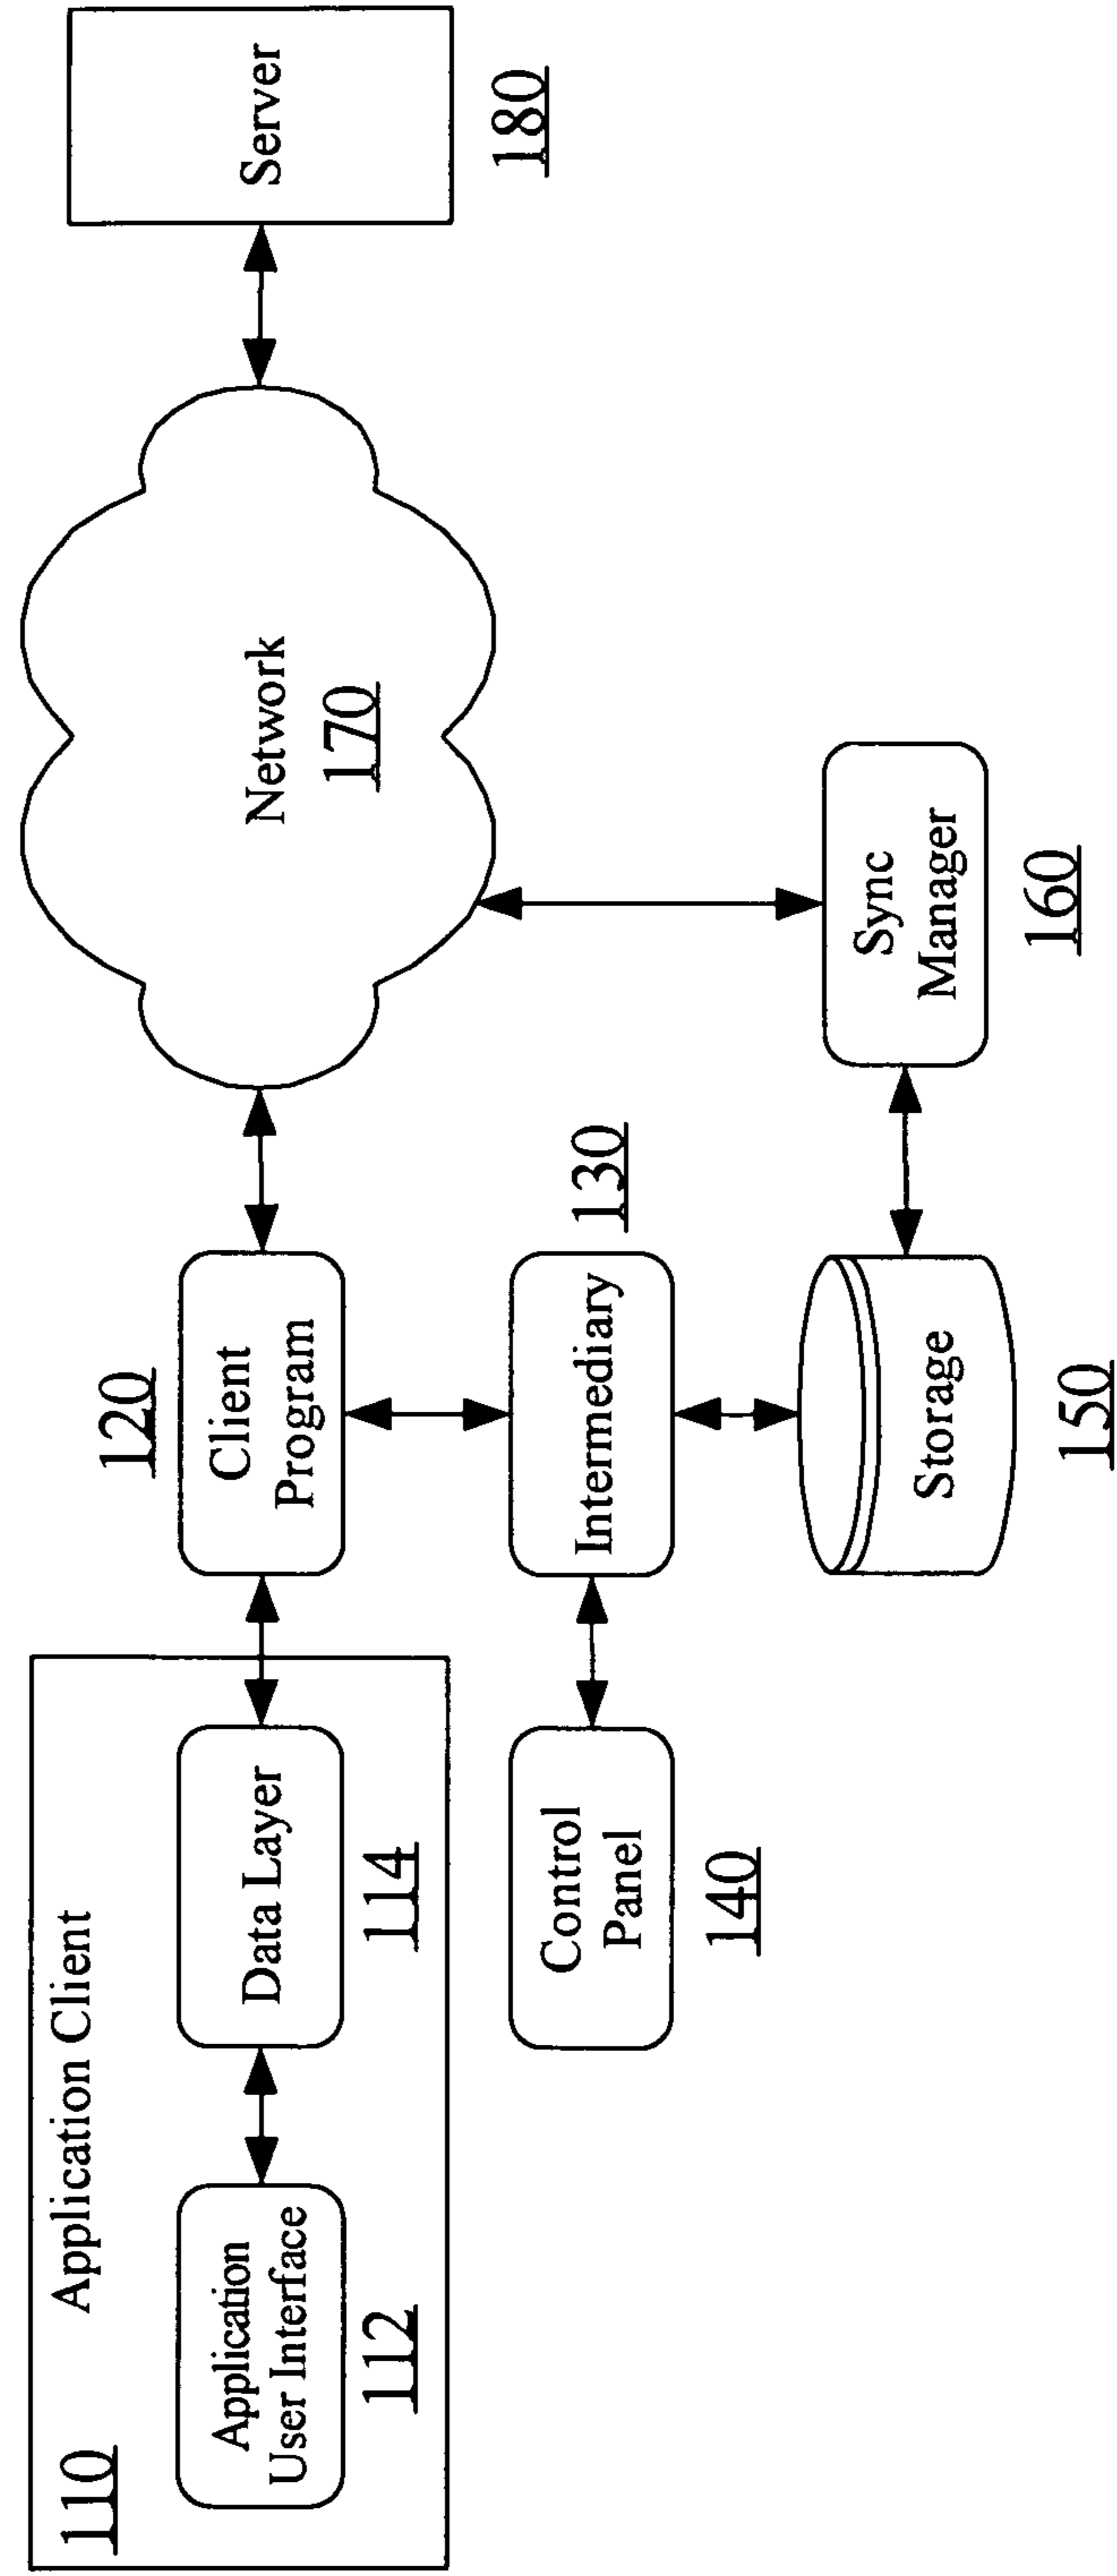 110
Application Client
Application
User Interface
112
Data Layer
114
120
Client
Program
Network
170
Server
180
Control
Panel
140
Intermediary
130
Storage
150
Sync
Manager
160